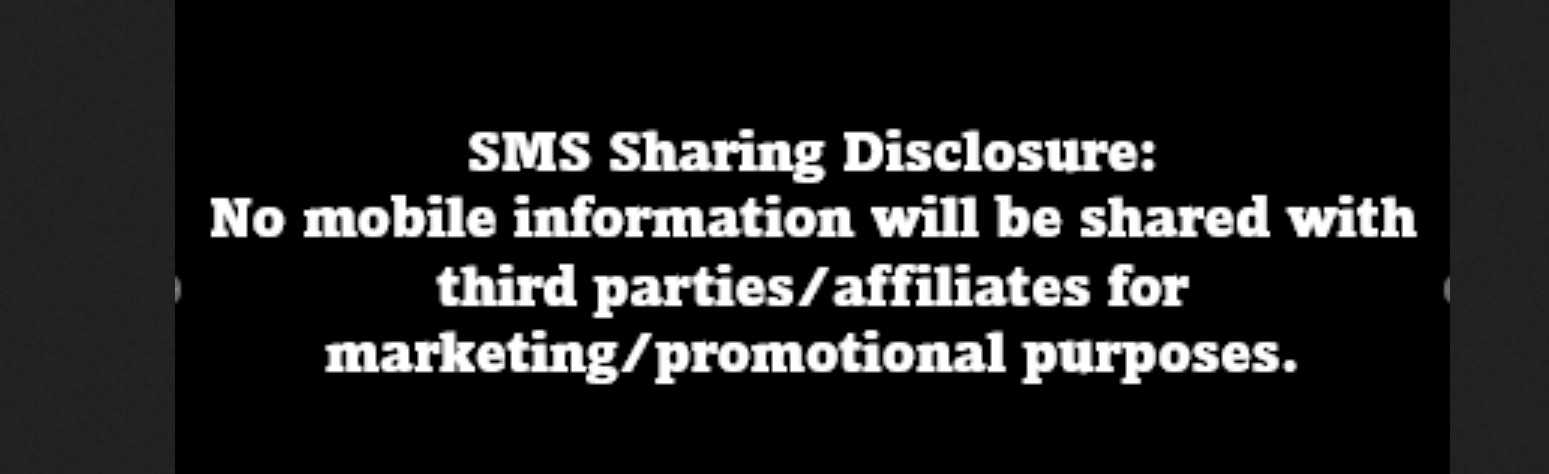 SMS Sharing Disclosure:
No mobile information will be shared with
third parties/affiliates for
marketing/promotional purposes.